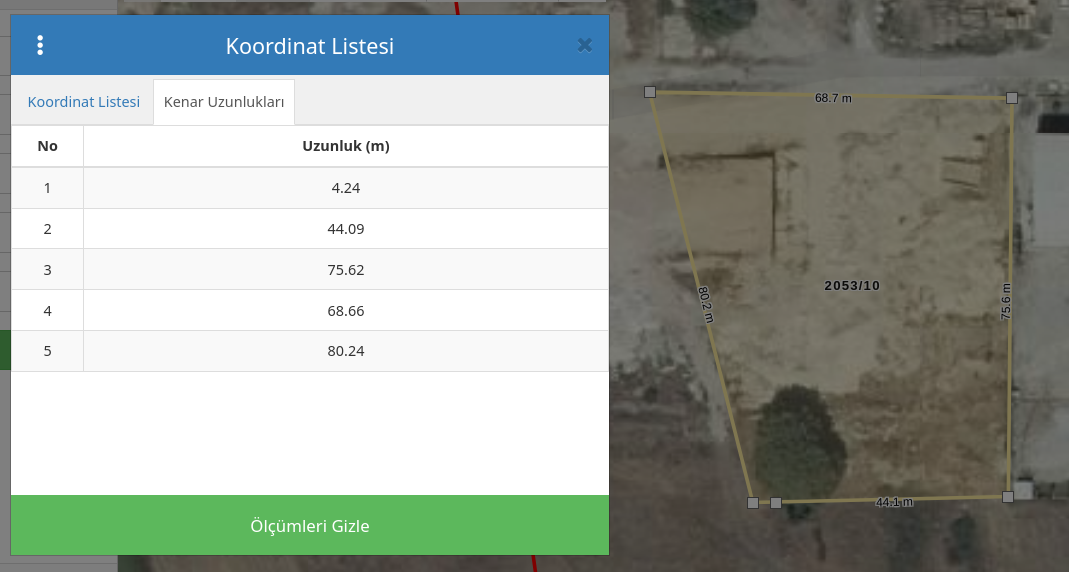 Koordinat Listesi
Koordinat Listesi
Kenar Uzunlukları
No Uzunluk (m)
1 4.24
2 44.09
3 75.62
4 68.66
5 80.24
Ölçümleri Gizle
68.7 m
2053/10
80.2 m
75.6 m
44.1 m